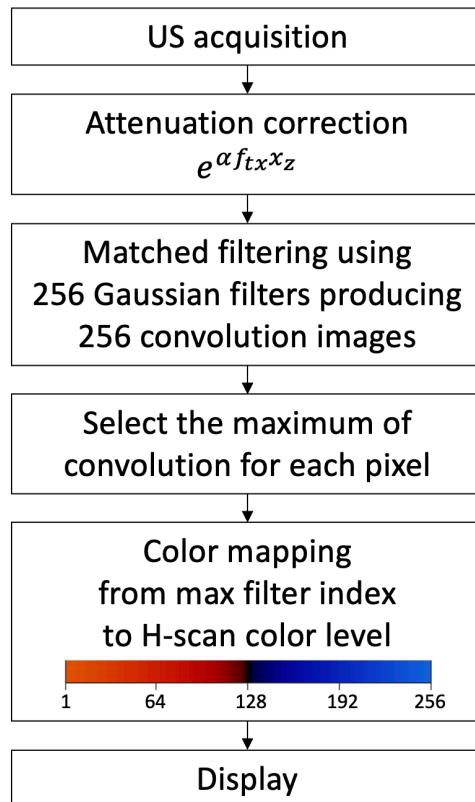 US acquisition
Attenuation correction
e^{αf_{tx}x_z}
Matched filtering using
256 Gaussian filters producing
256 convolution images
Select the maximum of
convolution for each pixel
Color mapping
from max filter index
to H-scan color level
1 64 128 192 256
Display